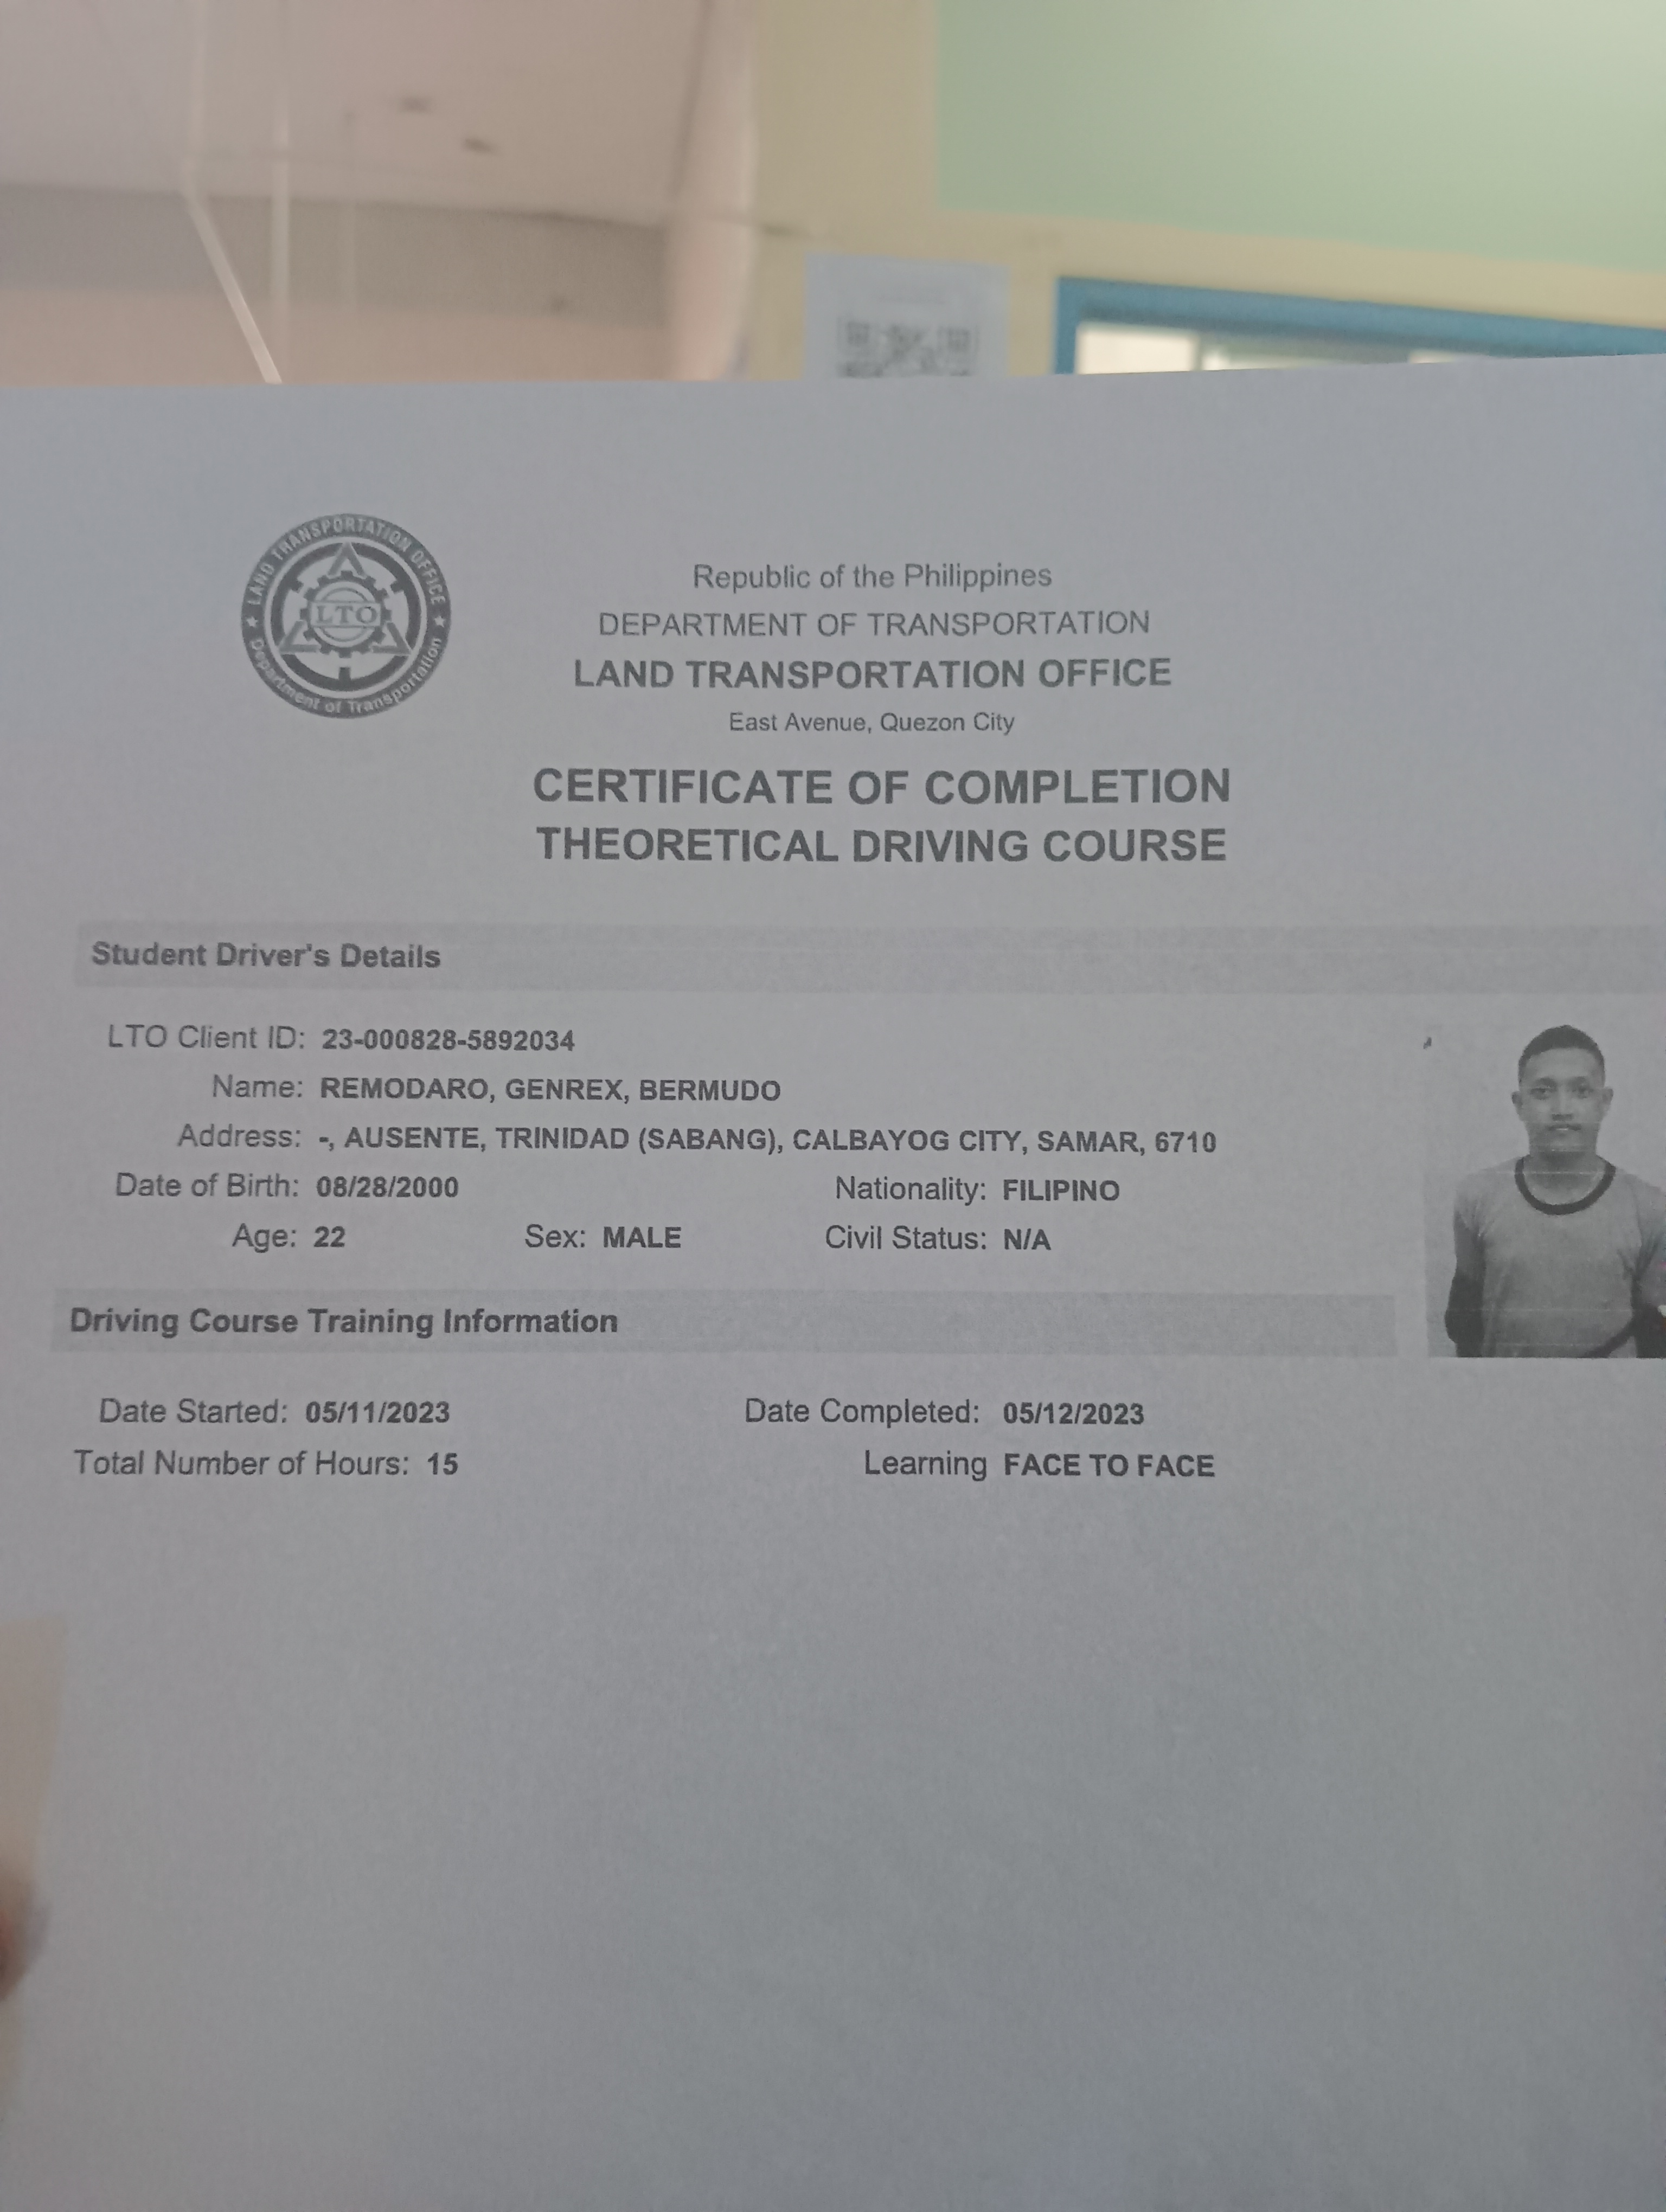 LAND TRANSPORTATION OFFICE
LTO
Department of Transportation
Republic of the Philippines
DEPARTMENT OF TRANSPORTATION
LAND TRANSPORTATION OFFICE
East Avenue, Quezon City
CERTIFICATE OF COMPLETION
THEORETICAL DRIVING COURSE
Student Driver's Details
LTO Client ID: 23-000828-5892034
Name: REMODARO, GENREX, BERMUDO
Address: -, AUSENTE, TRINIDAD (SABANG), CALBAYOG CITY, SAMAR, 6710
Date of Birth: 08/28/2000 Nationality: FILIPINO
Age: 22 Sex: MALE Civil Status: N/A
Driving Course Training Information
Date Started: 05/11/2023 Date Completed: 05/12/2023
Total Number of Hours: 15 Learning FACE TO FACE